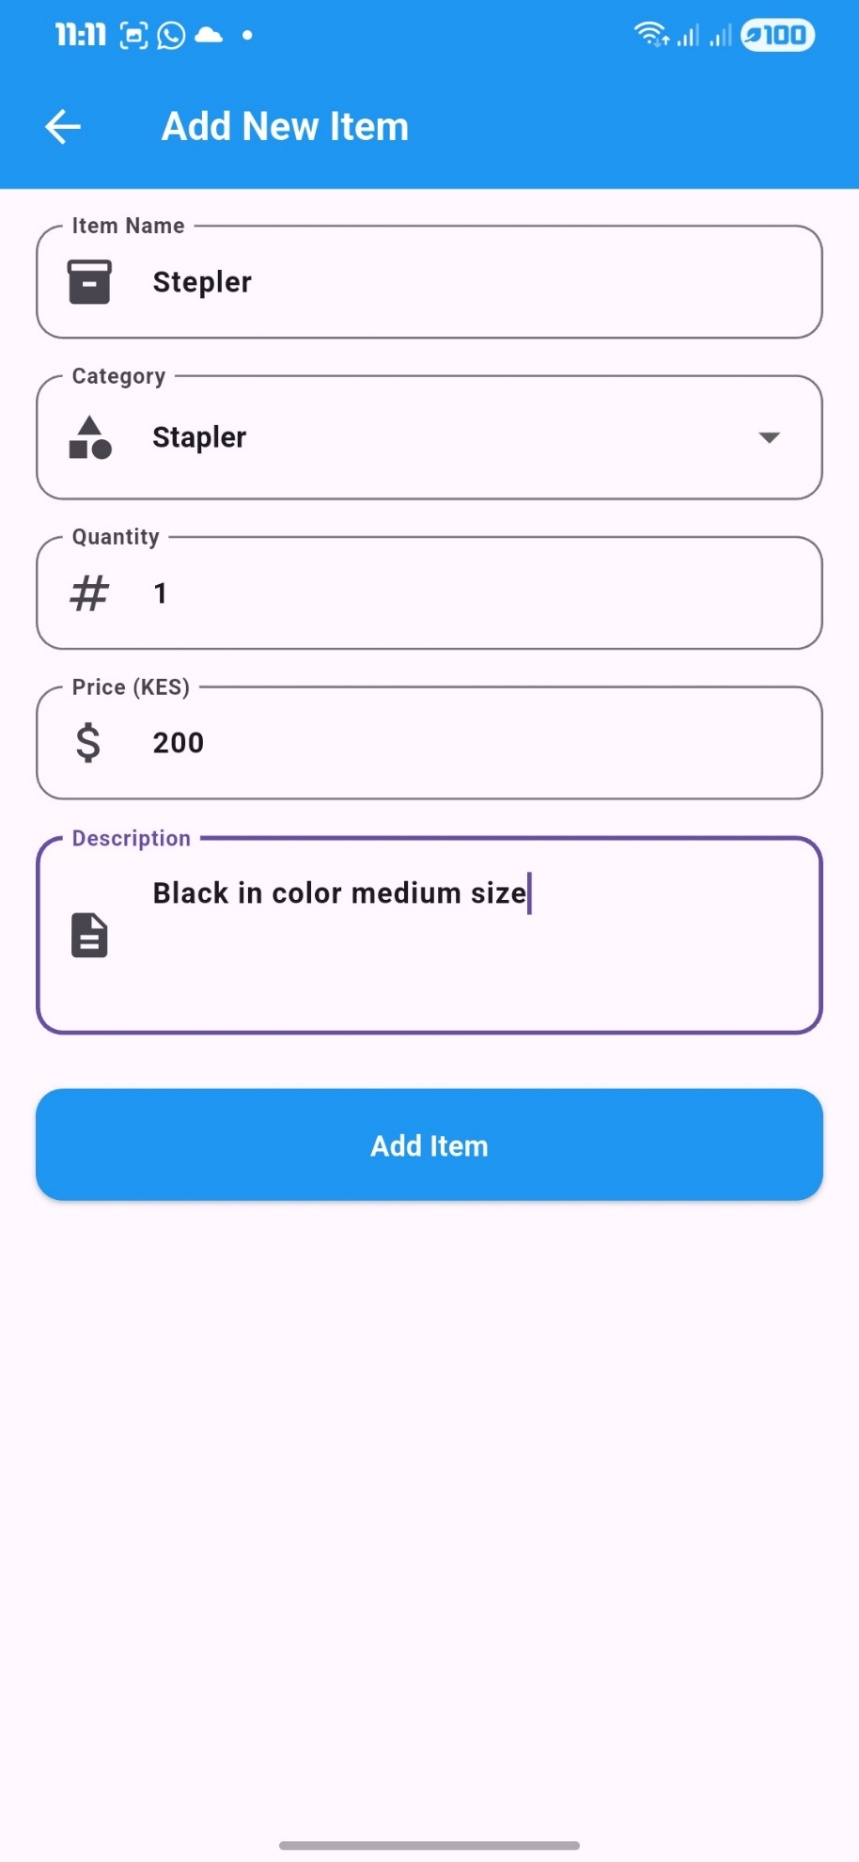 11:11
100
Add New Item
Item Name
Stepler
Category
Stapler
Quantity
# 1
Price (KES)
$ 200
Description
Black in color medium size
Add Item